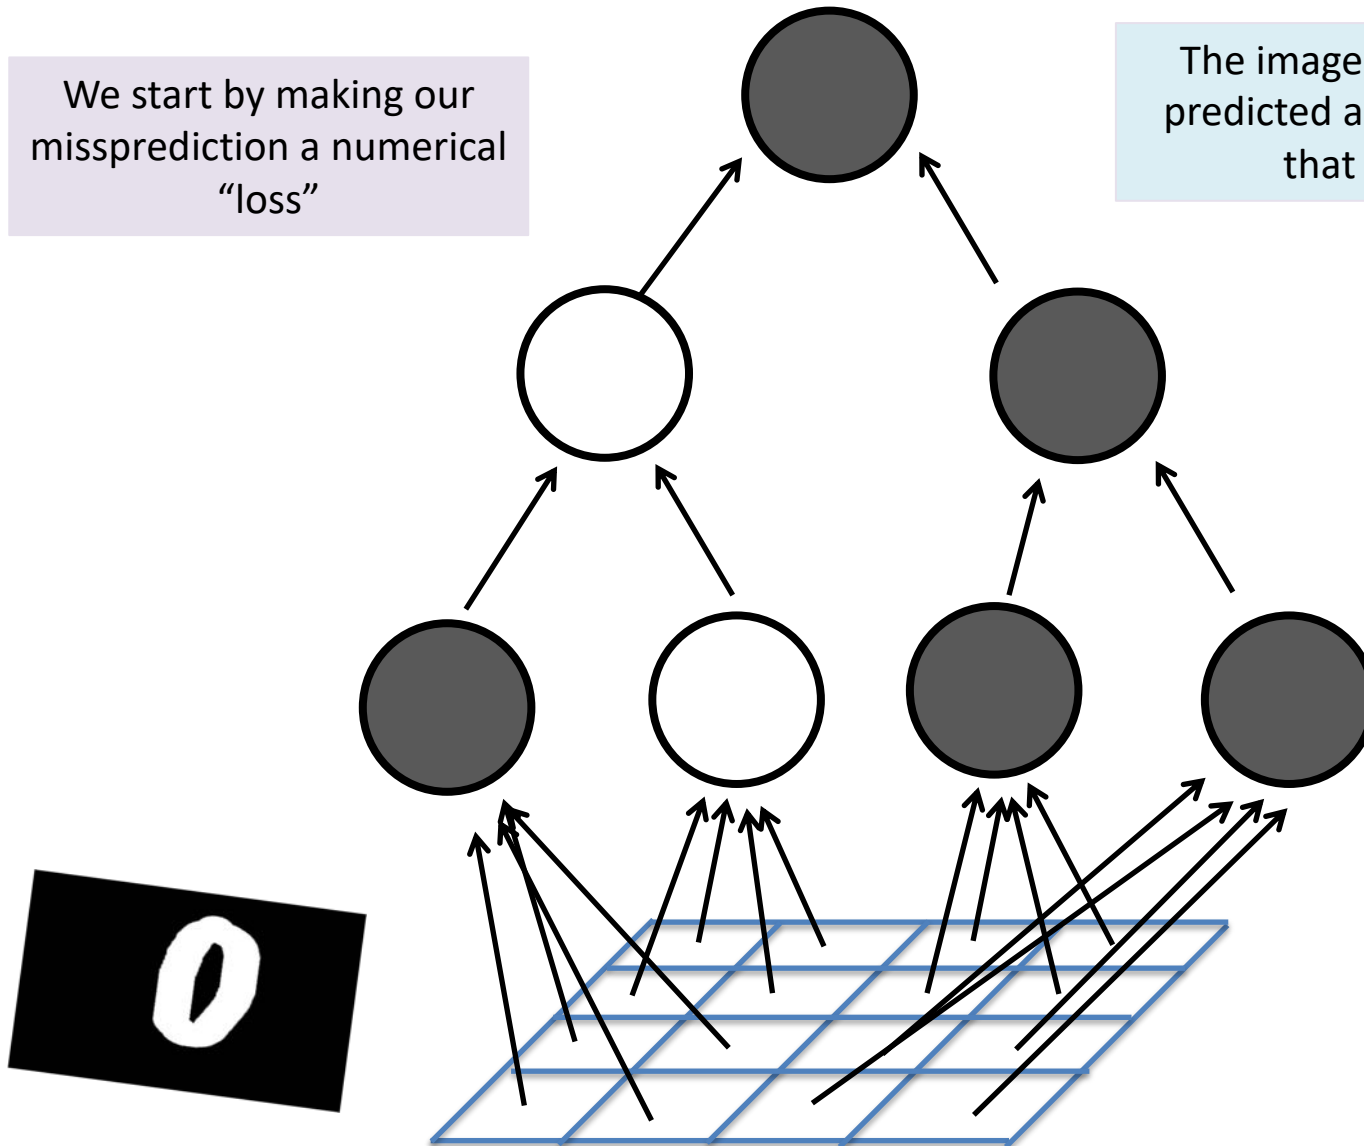 We start by making our
missprediction a numerical
“loss”
The image
predicted a
that
0